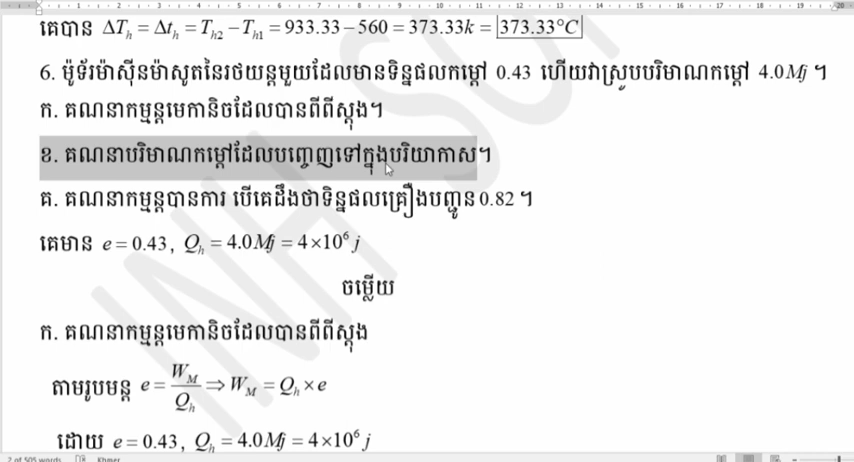 គេបាន ΔT_h = Δt_h = T_h2 − T_h1 = 933.33 − 560 = 373.33k = 373.33°C
6. ម៉ូទ័រម៉ាស៊ីនម៉ាស៊ូតនៃរថយន្តមួយដែលមានទិន្នផលកម្ដៅ 0.43 ហើយវាស្រូបបរិមាណកម្ដៅ 4.0Mj ។
ក. គណនាកម្មន្តមេកានិចដែលបានពីពីស្តុង។
ខ. គណនាបរិមាណកម្ដៅដែលបញ្ចេញទៅក្នុងបរិយាកាស។
គ. គណនាកម្មន្តបានការ បើគេដឹងថាទិន្នផលគ្រឿងបញ្ជូន 0.82 ។
គេមាន e = 0.43, Q_h = 4.0Mj = 4×10⁶ j
ចម្លើយ
ក. គណនាកម្មន្តមេកានិចដែលបានពីពីស្តុង
តាមរូបមន្ត e = W_M / Q_h ⇒ W_M = Q_h × e
ដោយ e = 0.43, Q_h = 4.0Mj = 4×10⁶ j
2 of 505 words Khmer